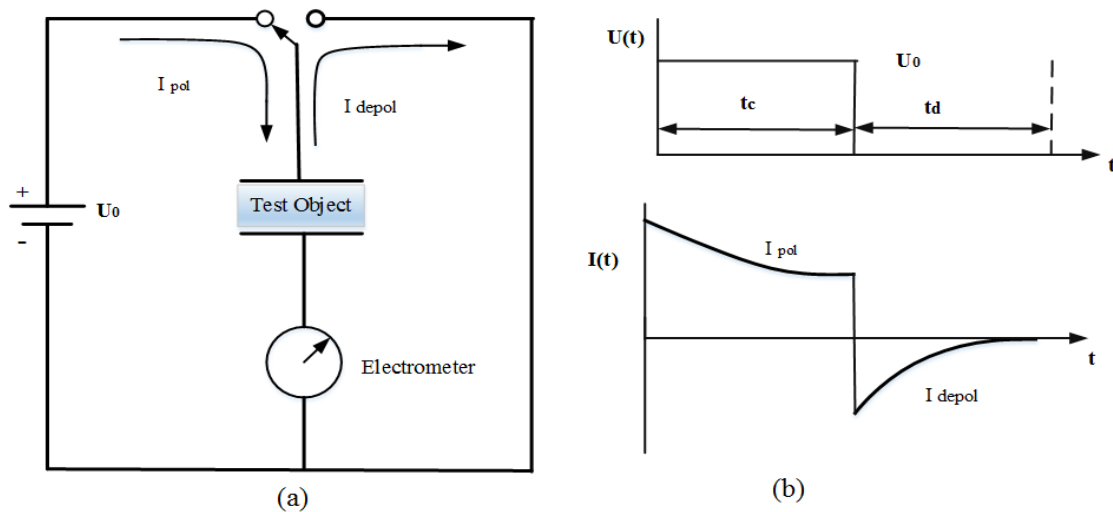 I pol
I depol
+
U0
-
Test Object
Electrometer
(a)
U(t)
U0
tc
td
t
I(t)
I pol
t
I depol
(b)